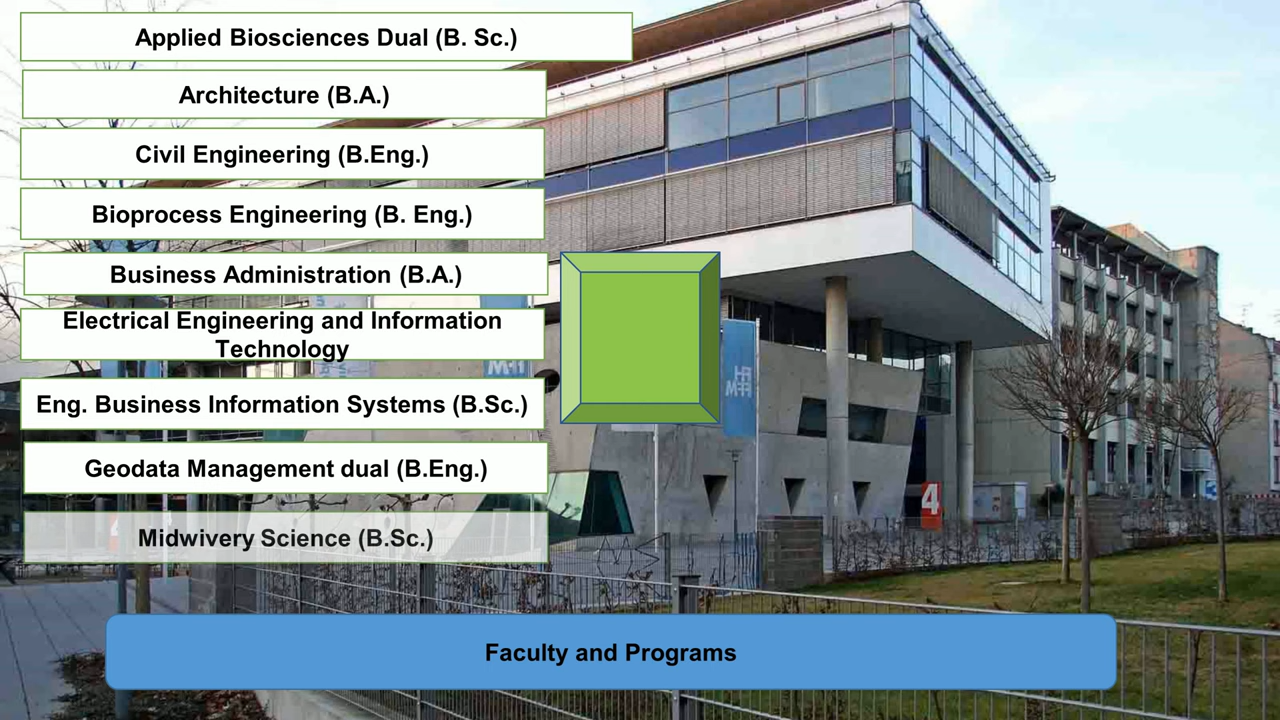 Applied Biosciences Dual (B. Sc.)
Architecture (B.A.)
Civil Engineering (B.Eng.)
Bioprocess Engineering (B. Eng.)
Business Administration (B.A.)
Electrical Engineering and Information
Technology
Eng. Business Information Systems (B.Sc.)
Geodata Management dual (B.Eng.)
Midwivery Science (B.Sc.)
4
Faculty and Programs